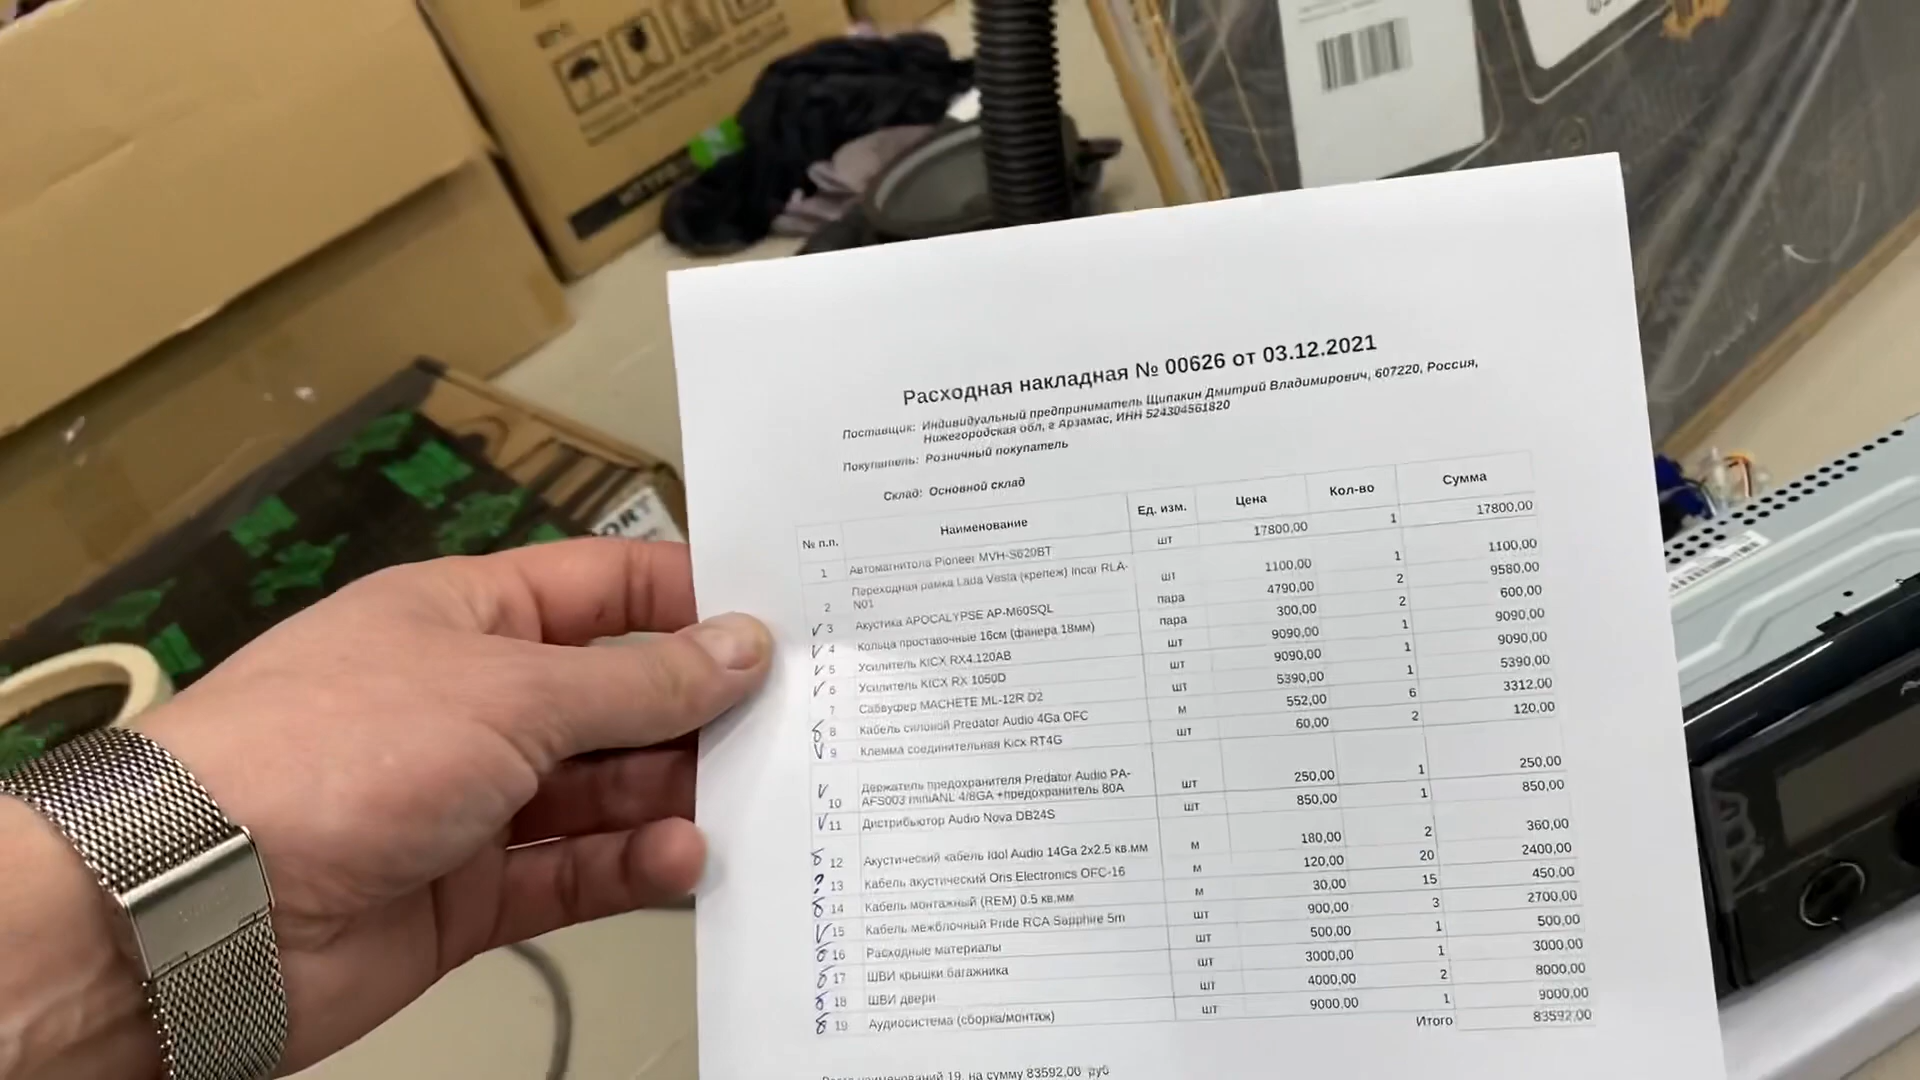 Расходная накладная № 00626 от 03.12.2021
Поставщик: Индивидуальный предприниматель Щипакин Дмитрий Владимирович, 607220, Россия,
Нижегородская обл, г Арзамас, ИНН 524304561820
Покупатель: Розничный покупатель
Склад: Основной склад
№ п.п. Наименование Ед. изм. Цена Кол-во Сумма
1 Автомагнитола Pioneer MVH-S620BT шт 17800,00 1 17800,00
2 Переходная рамка Lada Vesta (крепеж) Incar RLA-
N01 шт 1100,00 1 1100,00
3 Акустика APOCALYPSE AP-M60SQL пара 4790,00 2 9580,00
4 Кольца проставочные 16см (фанера 18мм) пара 300,00 2 600,00
5 Усилитель KICX RX4.120AB шт 9090,00 1 9090,00
6 Усилитель KICX RX 1050D шт 9090,00 1 9090,00
7 Сабвуфер MACHETE ML-12R D2 шт 5390,00 1 5390,00
8 Кабель силовой Predator Audio 4Ga OFC м 552,00 6 3312,00
9 Клемма соединительная Kicx RT4G шт 60,00 2 120,00
10 Держатель предохранителя Predator Audio PA-
AFS003 miniANL 4/8GA +предохранитель 80A шт 250,00 1 250,00
11 Дистрибьютор Audio Nova DB24S шт 850,00 1 850,00
12 Акустический кабель Idol Audio 14Ga 2x2.5 кв.мм м 180,00 2 360,00
? 13 Кабель акустический Oris Electronics OFC-16 м 120,00 20 2400,00
14 Кабель монтажный (REM) 0.5 кв.мм м 30,00 15 450,00
15 Кабель межблочный Pride RCA Sapphire 5m шт 900,00 3 2700,00
16 Расходные материалы шт 500,00 1 500,00
17 ШВИ крышки багажника шт 3000,00 1 3000,00
18 ШВИ двери шт 4000,00 2 8000,00
19 Аудиосистема (сборка/монтаж) шт 9000,00 1 9000,00
Итого 83592,00
наименований 19, на сумму 83592,00 руб